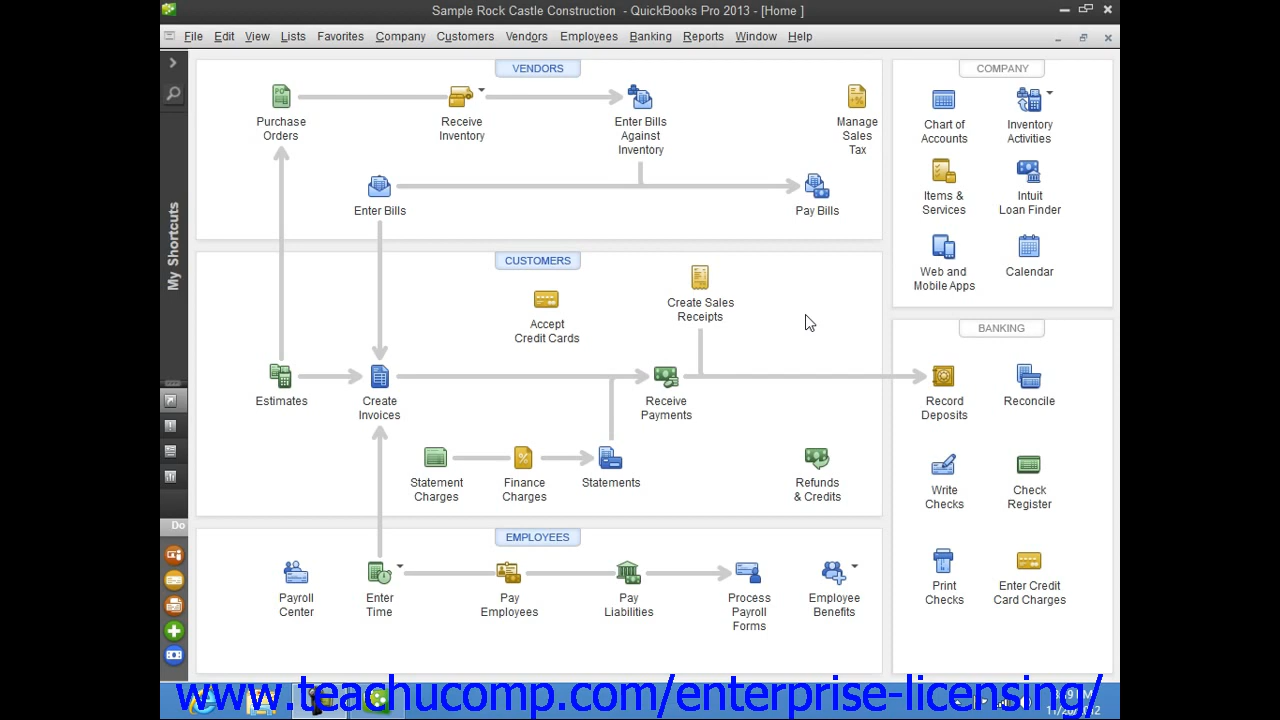 Sample Rock Castle Construction - QuickBooks Pro 2013 - [Home ]
File Edit View Lists Favorites Company Customers Vendors Employees Banking Reports Window Help
My Shortcuts
Do
VENDORS
Purchase
Orders
Receive
Inventory
Enter Bills
Against
Inventory
Manage
Sales
Tax
Enter Bills
Pay Bills
CUSTOMERS
Create Sales
Receipts
Accept
Credit Cards
Estimates
Create
Invoices
Receive
Payments
Statement
Charges
Finance
Charges
Statements
Refunds
& Credits
EMPLOYEES
Payroll
Center
Enter
Time
Pay
Employees
Pay
Liabilities
Process
Payroll
Forms
Employee
Benefits
COMPANY
Chart of
Accounts
Inventory
Activities
Items &
Services
Intuit
Loan Finder
Web and
Mobile Apps
Calendar
BANKING
Record
Deposits
Reconcile
Write
Checks
Check
Register
Print
Checks
Enter Credit
Card Charges
www.teachucomp.com/enterprise-licensing/